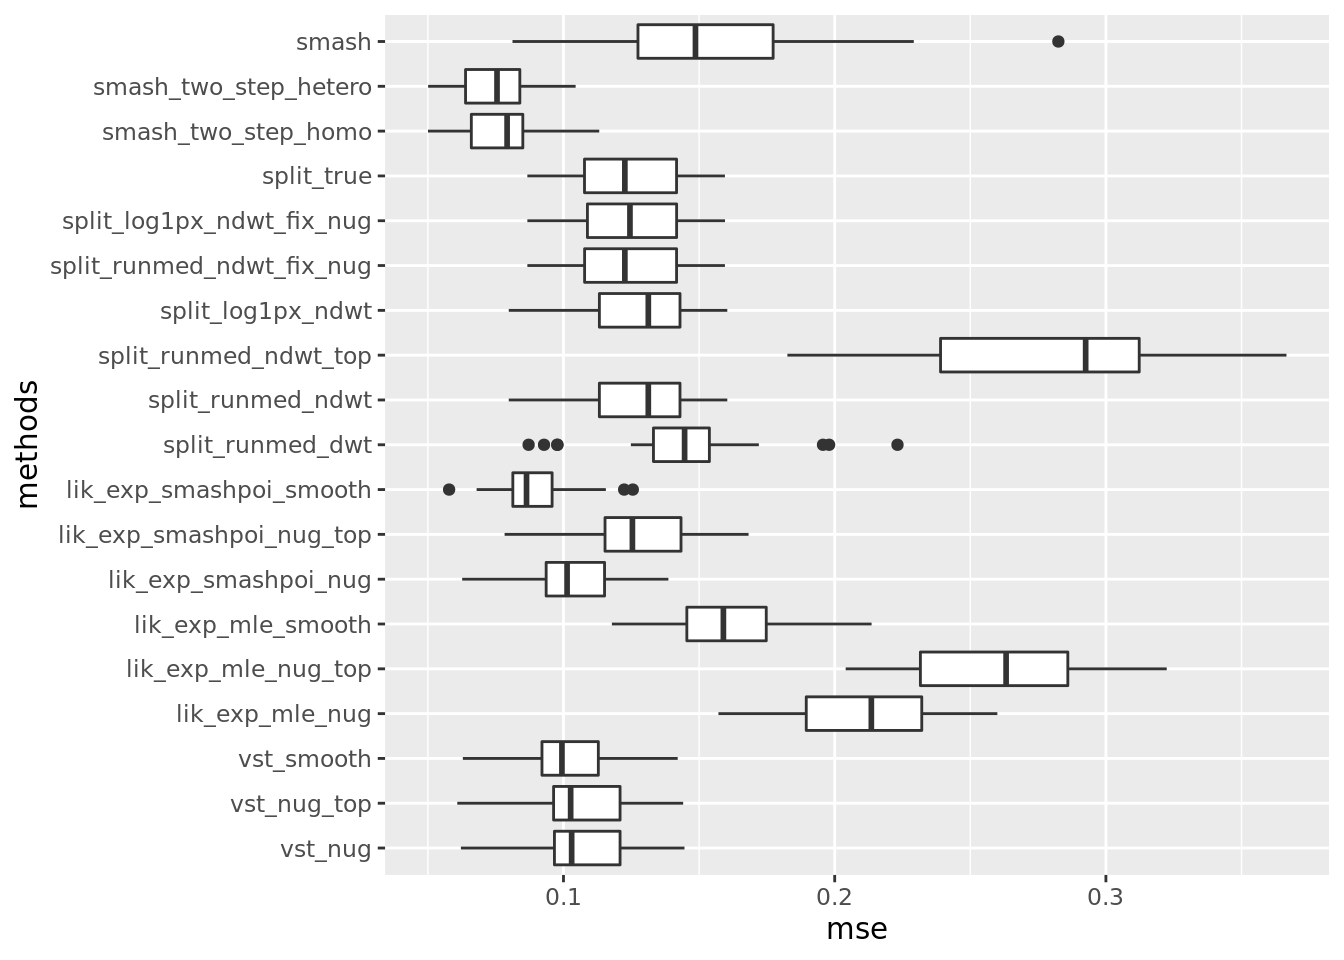 smash
smash_two_step_hetero
smash_two_step_homo
split_true
split_log1px_ndwt_fix_nug
split_runmed_ndwt_fix_nug
split_log1px_ndwt
split_runmed_ndwt_top
split_runmed_ndwt
split_runmed_dwt
lik_exp_smashpoi_smooth
lik_exp_smashpoi_nug_top
lik_exp_smashpoi_nug
lik_exp_mle_smooth
lik_exp_mle_nug_top
lik_exp_mle_nug
vst_smooth
vst_nug_top
vst_nug
methods
0.1 0.2 0.3
mse